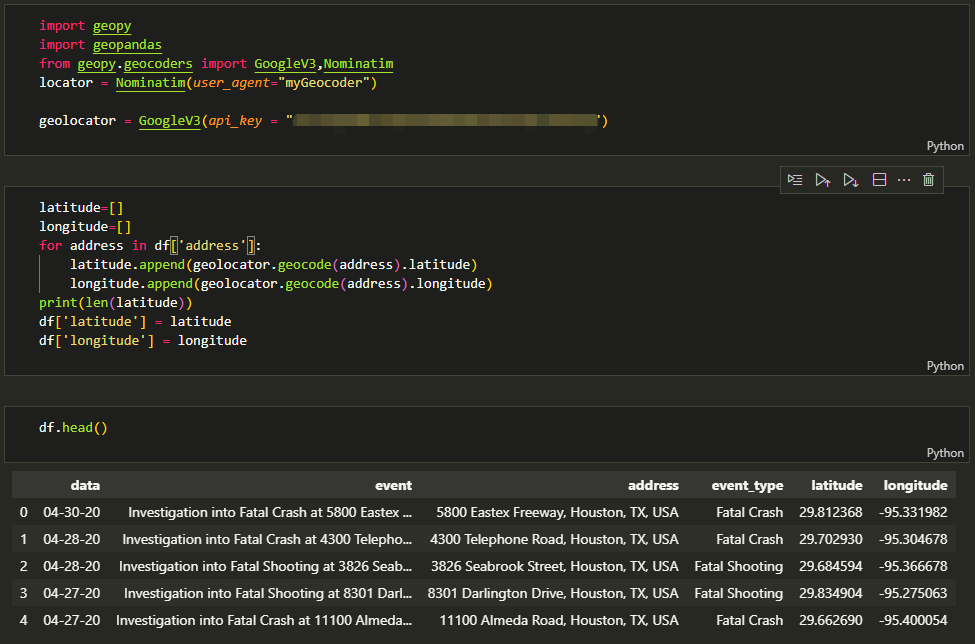 import geopy
import geopandas
from geopy.geocoders import GoogleV3,Nominatim
locator = Nominatim(user_agent="myGeocoder")
geolocator = GoogleV3(api_key = "')
Python
latitude=[]
longitude=[]
for address in df['address']:
latitude.append(geolocator.geocode(address).latitude)
longitude.append(geolocator.geocode(address).longitude)
print(len(latitude))
df['latitude'] = latitude
df['longitude'] = longitude
Python
df.head()
Python
data event address event_type latitude longitude
0 04-30-20 Investigation into Fatal Crash at 5800 Eastex ... 5800 Eastex Freeway, Houston, TX, USA Fatal Crash 29.812368 -95.331982
1 04-28-20 Investigation into Fatal Crash at 4300 Telepho... 4300 Telephone Road, Houston, TX, USA Fatal Crash 29.702930 -95.304678
2 04-28-20 Investigation into Fatal Shooting at 3826 Seab... 3826 Seabrook Street, Houston, TX, USA Fatal Shooting 29.684594 -95.366678
3 04-27-20 Investigation into Fatal Shooting at 8301 Darl... 8301 Darlington Drive, Houston, TX, USA Fatal Shooting 29.834904 -95.275063
4 04-27-20 Investigation into Fatal Crash at 11100 Almeda... 11100 Almeda Road, Houston, TX, USA Fatal Crash 29.662690 -95.400054